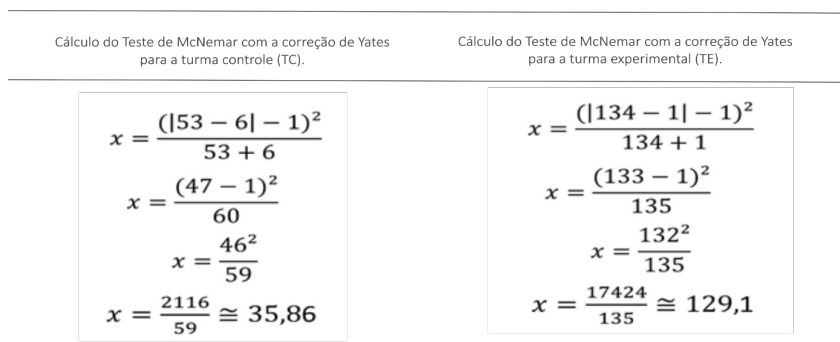 Cálculo do Teste de McNemar com a correção de Yates
para a turma controle (TC).
x = (|53 − 6| − 1)² / 53 + 6
x = (47 − 1)² / 60
x = 46² / 59
x = 2116 / 59 ≅ 35,86
Cálculo do Teste de McNemar com a correção de Yates
para a turma experimental (TE).
x = (|134 − 1| − 1)² / 134 + 1
x = (133 − 1)² / 135
x = 132² / 135
x = 17424 / 135 ≅ 129,1